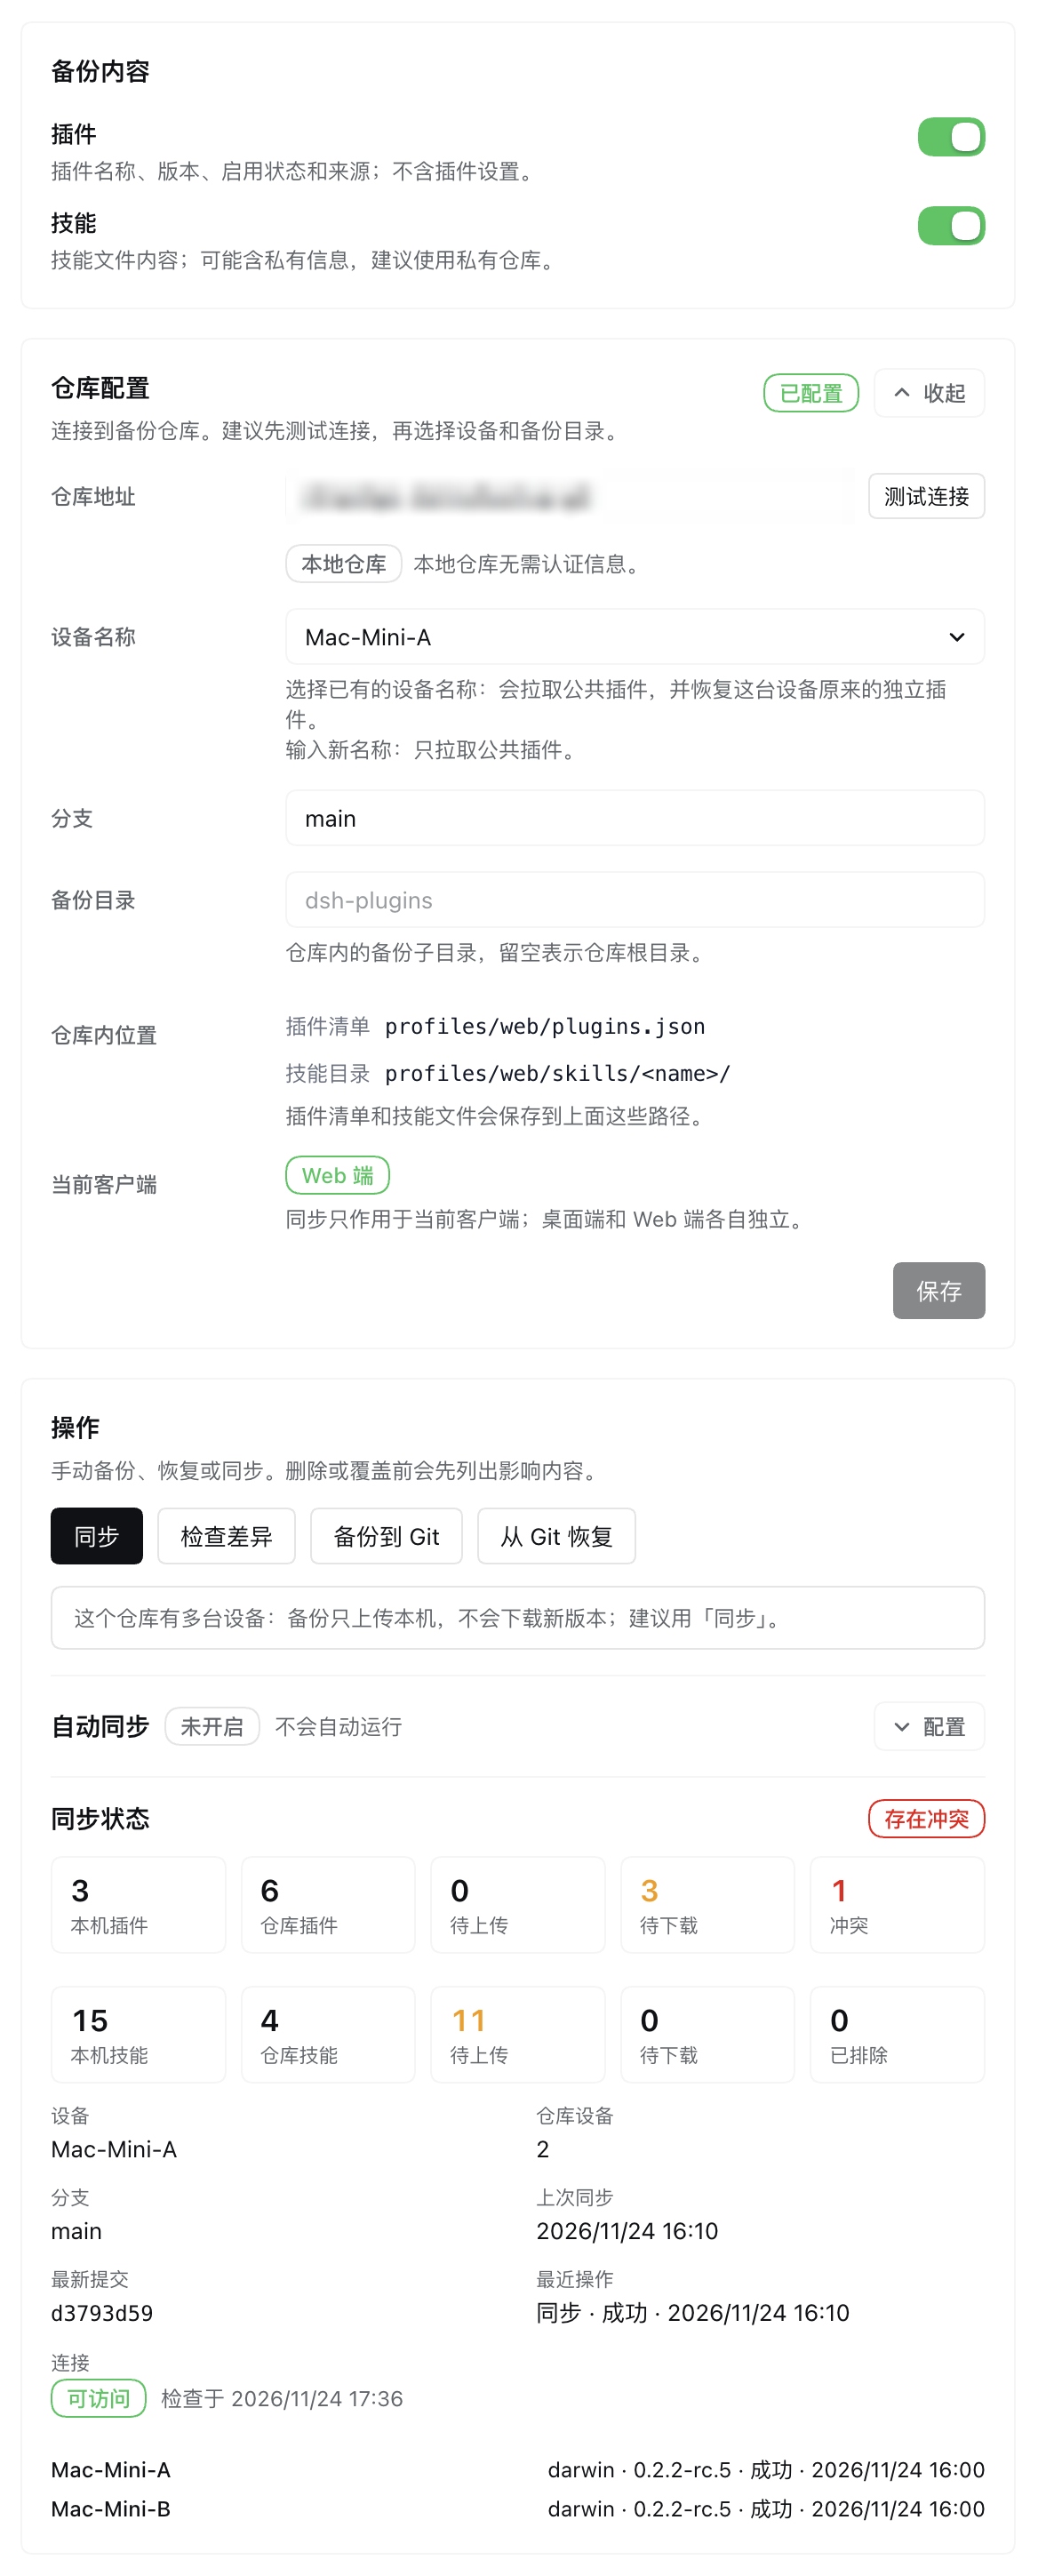 备份内容
插件
插件名称、版本、启用状态和来源；不含插件设置。
技能
技能文件内容；可能含私有信息，建议使用私有仓库。
仓库配置
已配置
收起
连接到备份仓库。建议先测试连接，再选择设备和备份目录。
仓库地址
测试连接
本地仓库 本地仓库无需认证信息。
设备名称
Mac-Mini-A
选择已有的设备名称：会拉取公共插件，并恢复这台设备原来的独立插
件。
输入新名称：只拉取公共插件。
分支
main
备份目录
dsh-plugins
仓库内的备份子目录，留空表示仓库根目录。
仓库内位置
插件清单 profiles/web/plugins.json
技能目录 profiles/web/skills/<name>/
插件清单和技能文件会保存到上面这些路径。
当前客户端
Web 端
同步只作用于当前客户端；桌面端和 Web 端各自独立。
保存
操作
手动备份、恢复或同步。删除或覆盖前会先列出影响内容。
同步 检查差异 备份到 Git 从 Git 恢复
这个仓库有多台设备：备份只上传本机，不会下载新版本；建议用「同步」。
自动同步 未开启 不会自动运行 配置
同步状态 存在冲突
3 6 0 3 1
本机插件 仓库插件 待上传 待下载 冲突
15 4 11 0 0
本机技能 仓库技能 待上传 待下载 已排除
设备 仓库设备
Mac-Mini-A 2
分支 上次同步
main 2026/11/24 16:10
最新提交 最近操作
d3793d59 同步 · 成功 · 2026/11/24 16:10
连接
可访问 检查于 2026/11/24 17:36
Mac-Mini-A darwin · 0.2.2-rc.5 · 成功 · 2026/11/24 16:00
Mac-Mini-B darwin · 0.2.2-rc.5 · 成功 · 2026/11/24 16:00